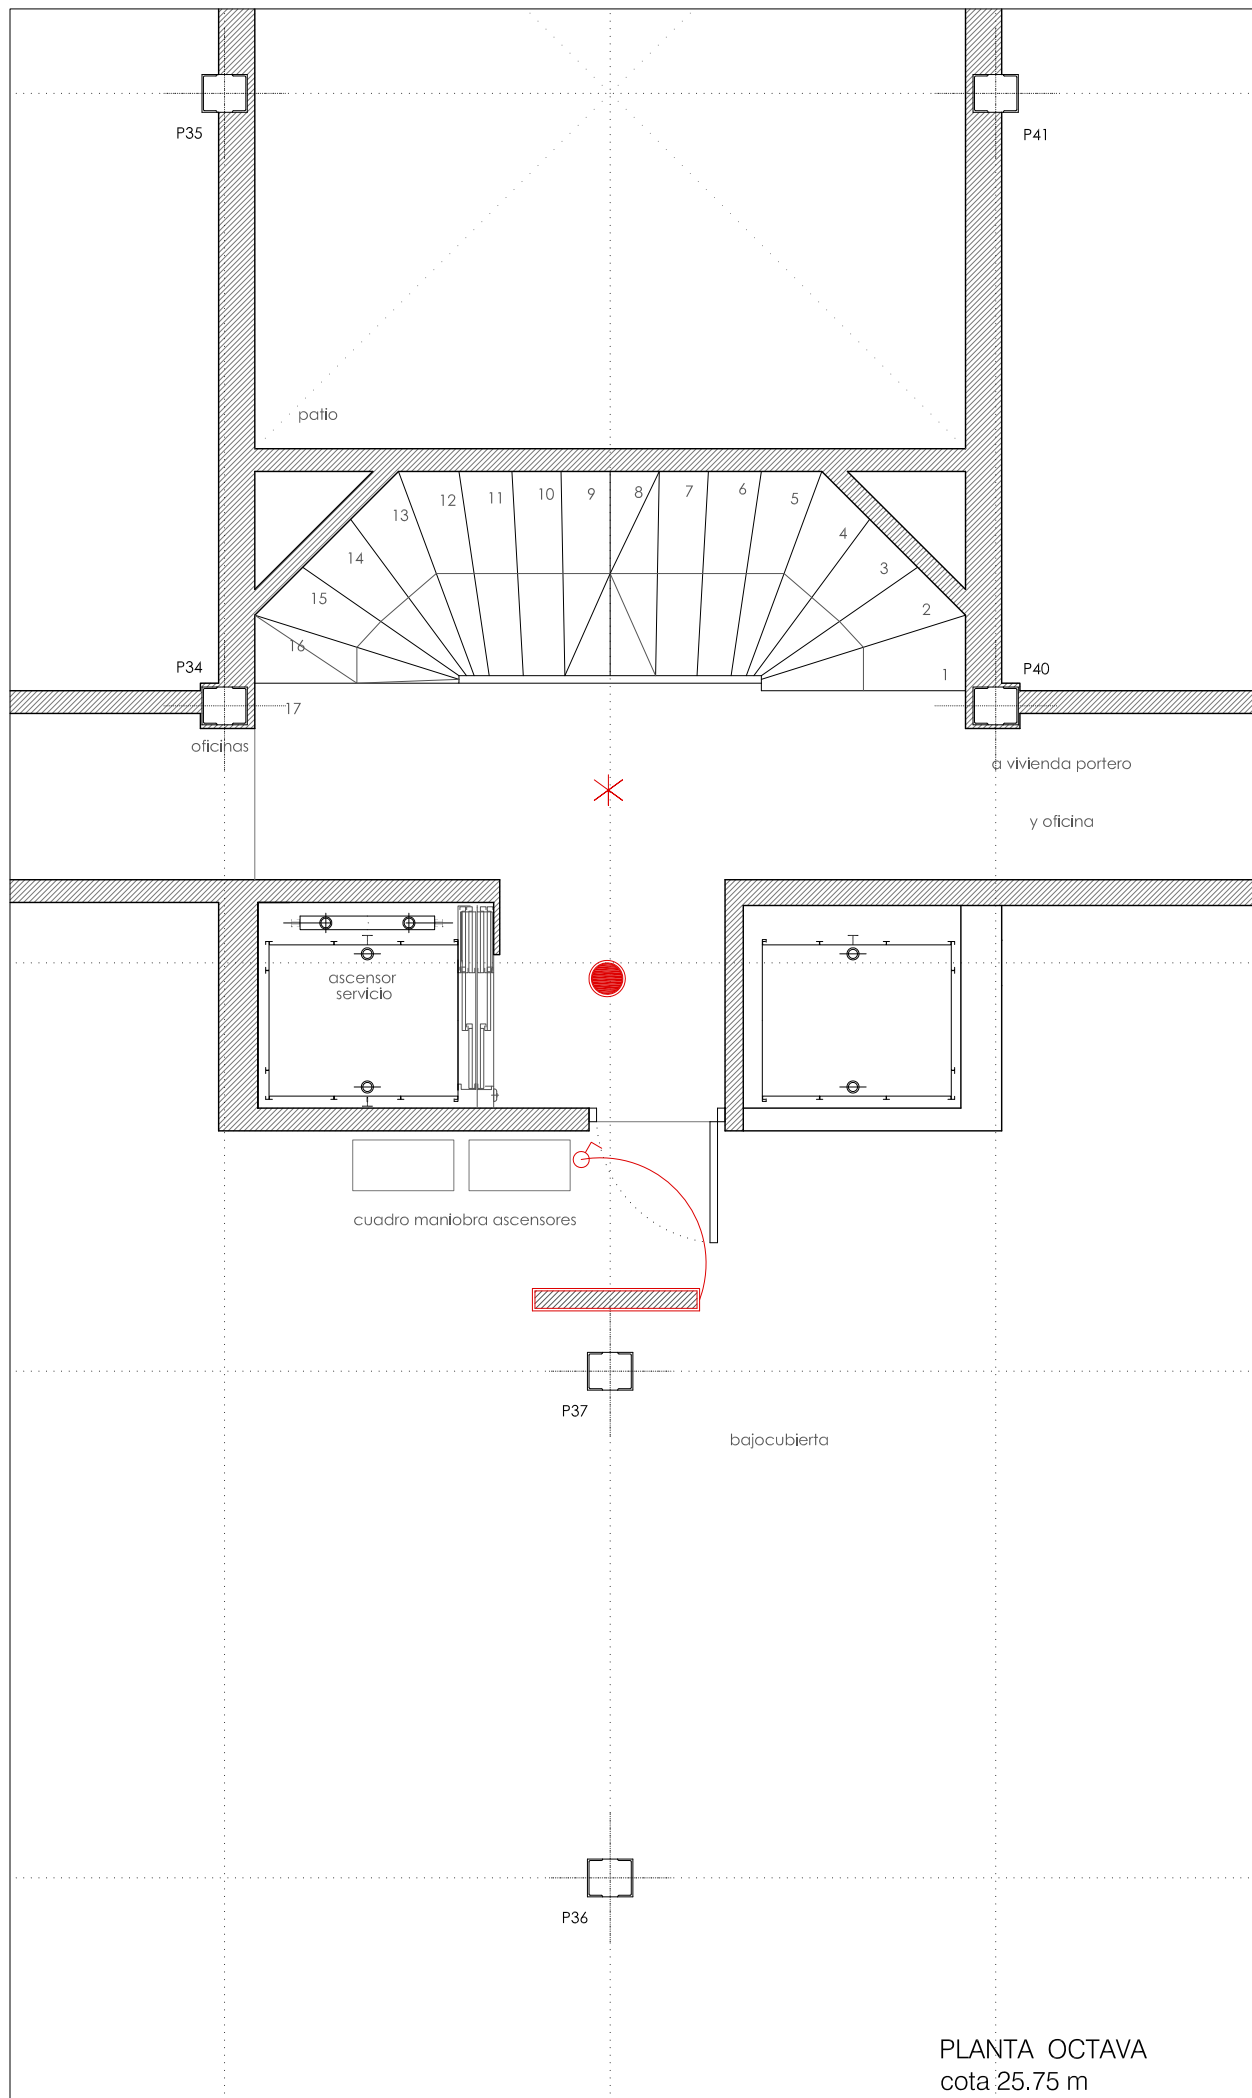 P35
P41
patio
12
11
10
9
8
7
6
5
13
4
14
3
15
2
16
P34
P40
1
17
oficinas
a vivienda portero
y oficina
ascensor
servicio
cuadro maniobra ascensores
P37
bajocubierta
P36
PLANTA OCTAVA
cota 25.75 m